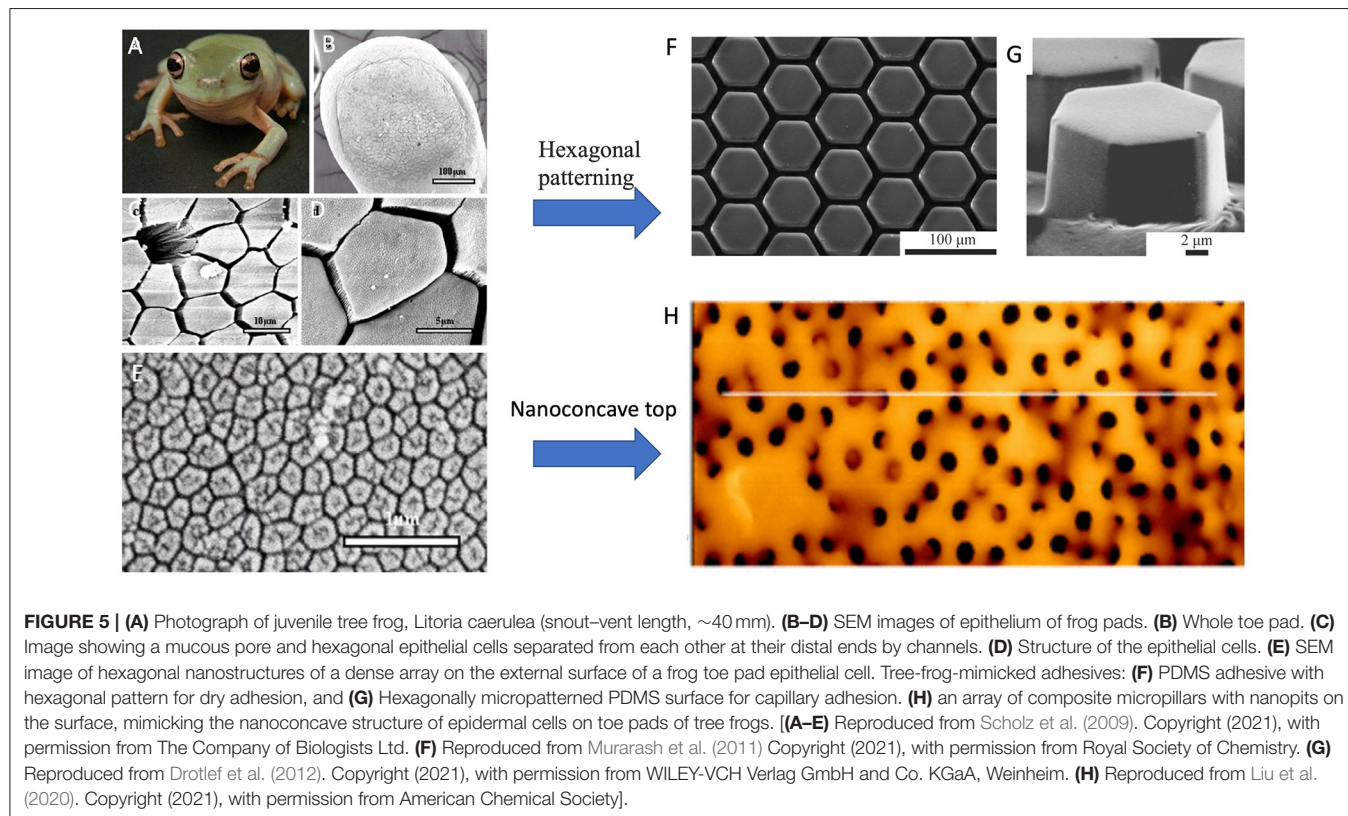 A
B
100μm
c
10μm
D
5μm
E
1μm
Hexagonal
patterning
Nanoconcave top
F
100 μm
G
2 μm
H
FIGURE 5 | (A) Photograph of juvenile tree frog, Litoria caerulea (snout–vent length, ∼40 mm). (B–D) SEM images of epithelium of frog pads. (B) Whole toe pad. (C)
Image showing a mucous pore and hexagonal epithelial cells separated from each other at their distal ends by channels. (D) Structure of the epithelial cells. (E) SEM
image of hexagonal nanostructures of a dense array on the external surface of a frog toe pad epithelial cell. Tree-frog-mimicked adhesives: (F) PDMS adhesive with
hexagonal pattern for dry adhesion, and (G) Hexagonally micropatterned PDMS surface for capillary adhesion. (H) an array of composite micropillars with nanopits on
the surface, mimicking the nanoconcave structure of epidermal cells on toe pads of tree frogs. [(A–E) Reproduced from Scholz et al. (2009). Copyright (2021), with
permission from The Company of Biologists Ltd. (F) Reproduced from Murarash et al. (2011) Copyright (2021), with permission from Royal Society of Chemistry. (G)
Reproduced from Drotlef et al. (2012). Copyright (2021), with permission from WILEY-VCH Verlag GmbH and Co. KGaA, Weinheim. (H) Reproduced from Liu et al.
(2020). Copyright (2021), with permission from American Chemical Society].